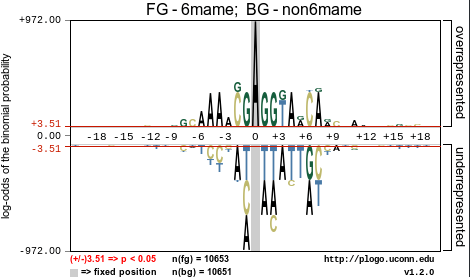 FG - 6mame; BG - non6mame
+972.00
+3.51
0.00
-3.51
-972.00
log-odds of the binomial probability
overrepresented
underrepresented
-18 -15 -12 -9 -6 -3 0 +3 +6 +9 +12 +15 +18
(+/-)3.51 => p < 0.05 n(fg) = 10653 http://plogo.uconn.edu
=> fixed position n(bg) = 10651 v1.2.0